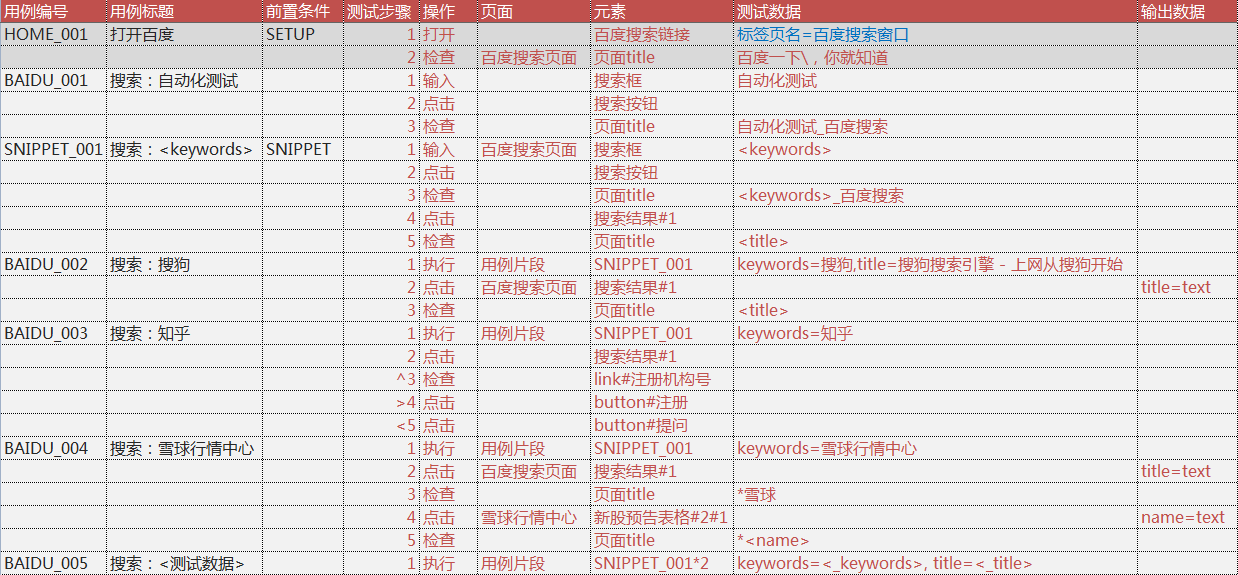 用例编号 用例标题 前置条件 测试步骤 操作 页面 元素 测试数据 输出数据
HOME_001 打开百度 SETUP 1 打开 百度搜索链接 标签页名=百度搜索窗口
2 检查 百度搜索页面 页面title 百度一下\，你就知道
BAIDU_001 搜索：自动化测试 1 输入 搜索框 自动化测试
2 点击 搜索按钮
3 检查 页面title 自动化测试_百度搜索
SNIPPET_001 搜索：<keywords> SNIPPET 1 输入 百度搜索页面 搜索框 <keywords>
2 点击 搜索按钮
3 检查 页面title <keywords>_百度搜索
4 点击 搜索结果#1
5 检查 页面title <title>
BAIDU_002 搜索：搜狗 1 执行 用例片段 SNIPPET_001 keywords=搜狗,title=搜狗搜索引擎 - 上网从搜狗开始
2 点击 百度搜索页面 搜索结果#1 title=text
3 检查 页面title <title>
BAIDU_003 搜索：知乎 1 执行 用例片段 SNIPPET_001 keywords=知乎
2 点击 搜索结果#1
^3 检查 link#注册机构号
>4 点击 button#注册
<5 点击 button#提问
BAIDU_004 搜索：雪球行情中心 1 执行 用例片段 SNIPPET_001 keywords=雪球行情中心
2 点击 百度搜索页面 搜索结果#1 title=text
3 检查 页面title *雪球
4 点击 雪球行情中心 新股预告表格#2#1 name=text
5 检查 页面title *<name>
BAIDU_005 搜索：<测试数据> 1 执行 用例片段 SNIPPET_001*2 keywords=<_keywords>, title=<_title>